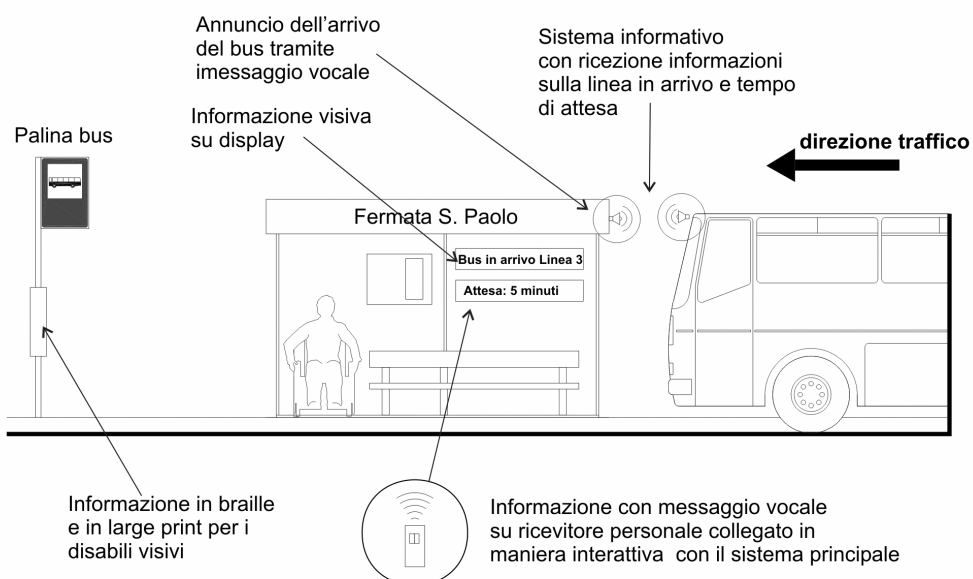 Annuncio dell'arrivo
del bus tramite
imessaggio vocale
Sistema informativo
con ricezione informazioni
sulla linea in arrivo e tempo
di attesa
Informazione visiva
su display
Palina bus
direzione traffico
Fermata S. Paolo
Bus in arrivo Linea 3
Attesa: 5 minuti
Informazione in braille
e in large print per i
disabili visivi
Informazione con messaggio vocale
su ricevitore personale collegato in
maniera interattiva con il sistema principale